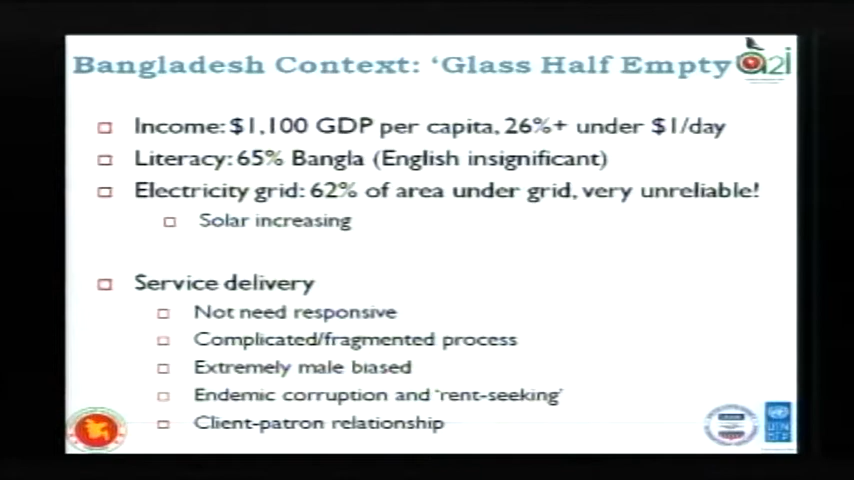 Bangladesh Context: ‘Glass Half Empty
a2i
Income: $1,100 GDP per capita, 26%+ under $1/day
Literacy: 65% Bangla (English insignificant)
Electricity grid: 62% of area under grid, very unreliable!
Solar increasing
Service delivery
Not need responsive
Complicated/fragmented process
Extremely male biased
Endemic corruption and ‘rent-seeking’
Client-patron relationship